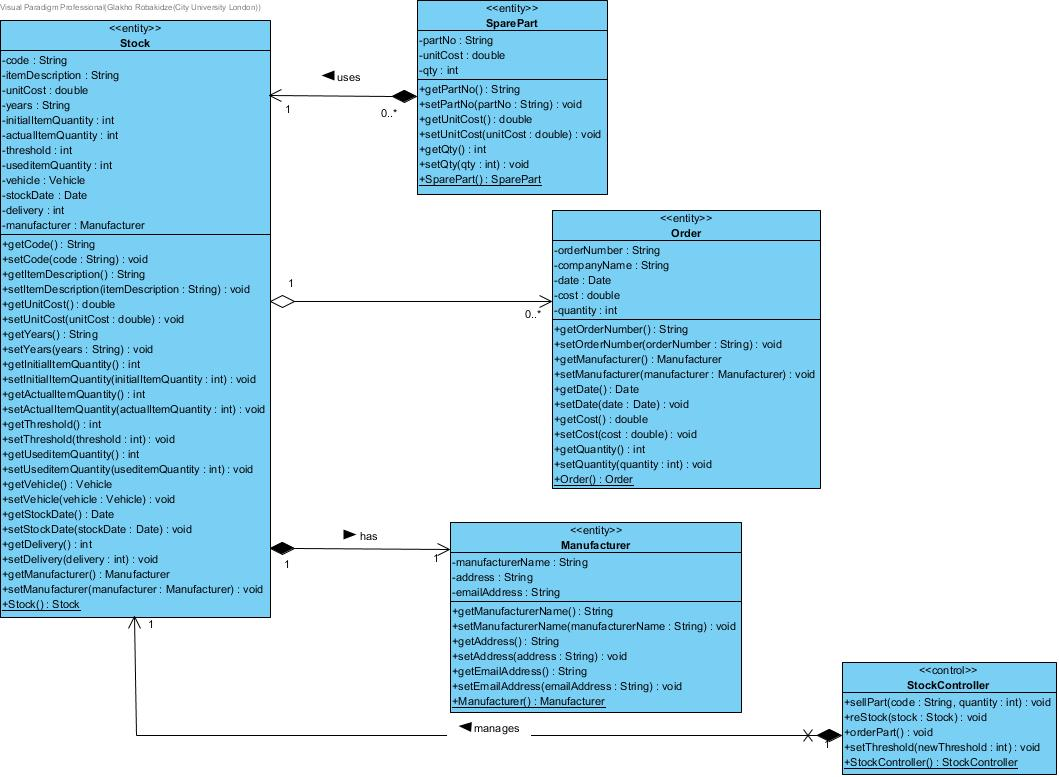 Visual Paradigm Professional(Glakho Robakidze(City University London))
<<entity>>
Stock
-code : String
-itemDescription : String
-unitCost : double
-years : String
-initialItemQuantity : int
-actualItemQuantity : int
-threshold : int
-useditemQuantity : int
-vehicle : Vehicle
-stockDate : Date
-delivery : int
-manufacturer : Manufacturer
+getCode() : String
+setCode(code : String) : void
+getItemDescription() : String
+setItemDescription(itemDescription : String) : void
+getUnitCost() : double
+setUnitCost(unitCost : double) : void
+getYears() : String
+setYears(years : String) : void
+getInitialItemQuantity() : int
+setInitialItemQuantity(initialItemQuantity : int) : void
+getActualItemQuantity() : int
+setActualItemQuantity(actualItemQuantity : int) : void
+getThreshold() : int
+setThreshold(threshold : int) : void
+getUseditemQuantity() : int
+setUseditemQuantity(useditemQuantity : int) : void
+getVehicle() : Vehicle
+setVehicle(vehicle : Vehicle) : void
+getStockDate() : Date
+setStockDate(stockDate : Date) : void
+getDelivery() : int
+setDelivery(delivery : int) : void
+getManufacturer() : Manufacturer
+setManufacturer(manufacturer : Manufacturer) : void
+Stock() : Stock
<<entity>>
SparePart
-partNo : String
-unitCost : double
-qty : int
+getPartNo() : String
+setPartNo(partNo : String) : void
+getUnitCost() : double
+setUnitCost(unitCost : double) : void
+getQty() : int
+setQty(qty : int) : void
+SparePart() : SparePart
uses
1
0..*
<<entity>>
Order
-orderNumber : String
-companyName : String
-date : Date
-cost : double
-quantity : int
+getOrderNumber() : String
+setOrderNumber(orderNumber : String) : void
+getManufacturer() : Manufacturer
+setManufacturer(manufacturer : Manufacturer) : void
+getDate() : Date
+setDate(date : Date) : void
+getCost() : double
+setCost(cost : double) : void
+getQuantity() : int
+setQuantity(quantity : int) : void
+Order() : Order
1
0..*
<<entity>>
Manufacturer
-manufacturerName : String
-address : String
-emailAddress : String
+getManufacturerName() : String
+setManufacturerName(manufacturerName : String) : void
+getAddress() : String
+setAddress(address : String) : void
+getEmailAddress() : String
+setEmailAddress(emailAddress : String) : void
+Manufacturer() : Manufacturer
has
1
1
<<control>>
StockController
+sellPart(code : String, quantity : int) : void
+reStock(stock : Stock) : void
+orderPart() : void
+setThreshold(newThreshold : int) : void
+StockController() : StockController
1
manages
1